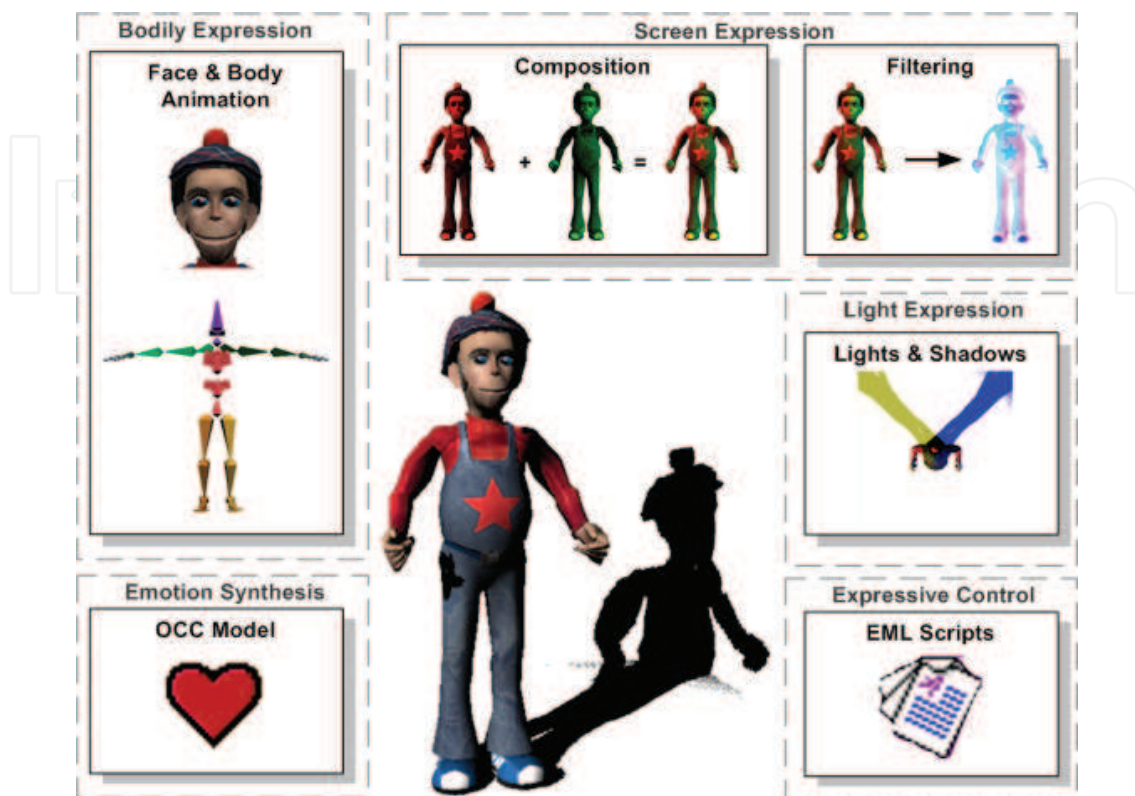 Bodily Expression
Face & Body
Animation
Screen Expression
Composition
+
=
Filtering
Light Expression
Lights & Shadows
Emotion Synthesis
OCC Model
Expressive Control
EML Scripts